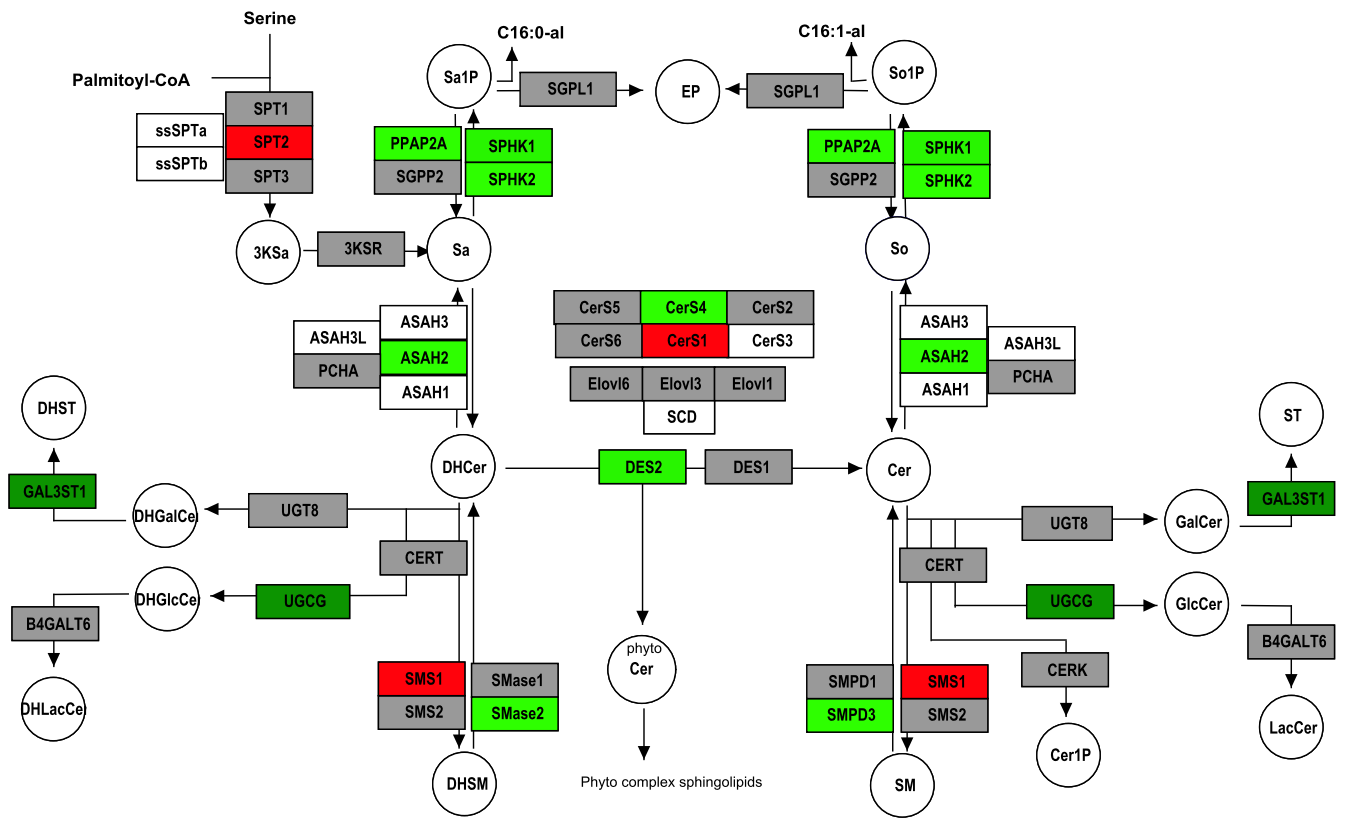 Serine
C16:0-al
C16:1-al
Palmitoyl-CoA
Sa1P
SGPL1
EP
SGPL1
So1P
SPT1
ssSPTa
SPT2
ssSPTb
SPT3
PPAP2A
SPHK1
SGPP2
SPHK2
PPAP2A
SPHK1
SGPP2
SPHK2
3KSa
3KSR
Sa
So
CerS5
CerS4
CerS2
CerS6
CerS1
CerS3
Elovl6
Elovl3
Elovl1
SCD
ASAH3
ASAH3L
ASAH2
PCHA
ASAH1
ASAH3
ASAH3L
ASAH2
PCHA
ASAH1
DHST
ST
DHCer
DES2
DES1
Cer
GAL3ST1
DHGalCer
UGT8
CERT
UGT8
GalCer
GAL3ST1
CERT
DHGlcCer
UGCG
UGCG
GlcCer
B4GALT6
B4GALT6
DHLacCer
SMS1
SMase1
SMS2
SMase2
phyto
Cer
SMPD1
SMS1
SMPD3
SMS2
CERK
LacCer
Cer1P
DHSM
Phyto complex sphingolipids
SM